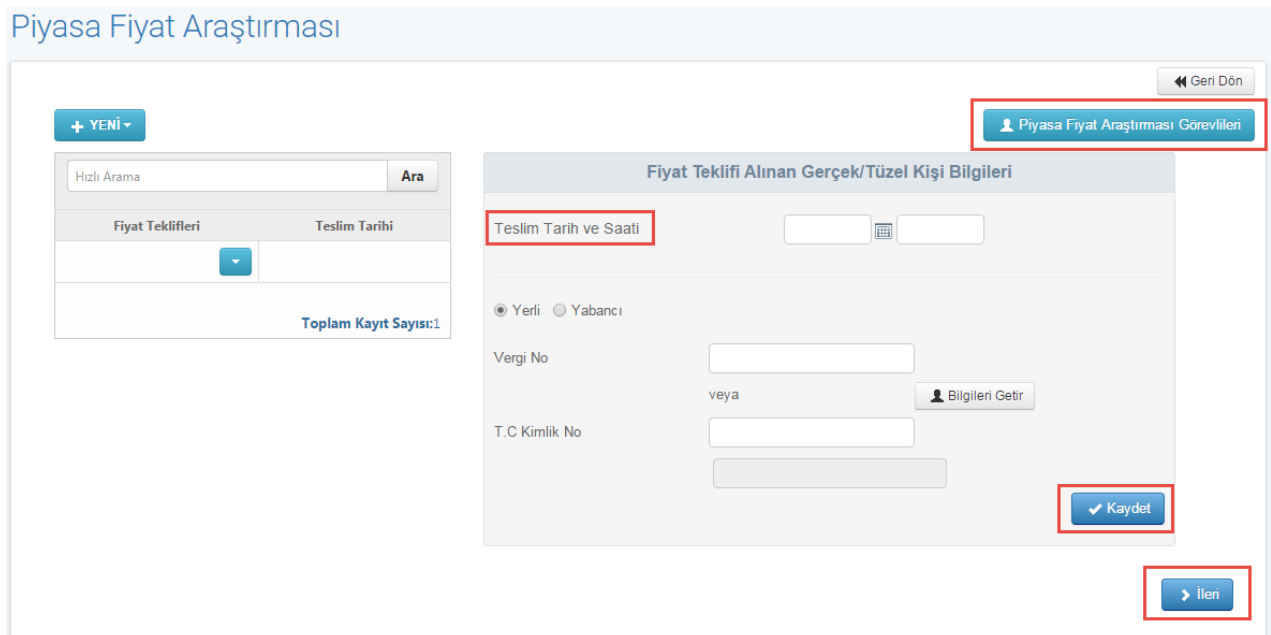 Piyasa Fiyat Araştırması
Geri Dön
YENİ
Piyasa Fiyat Araştırması Görevlileri
Hızlı Arama
Ara
Fiyat Teklifleri
Teslim Tarihi
Toplam Kayıt Sayısı:1
Fiyat Teklifi Alınan Gerçek/Tüzel Kişi Bilgileri
Teslim Tarih ve Saati
Yerli Yabancı
Vergi No
veya
Bilgileri Getir
T.C Kimlik No
Kaydet
İleri